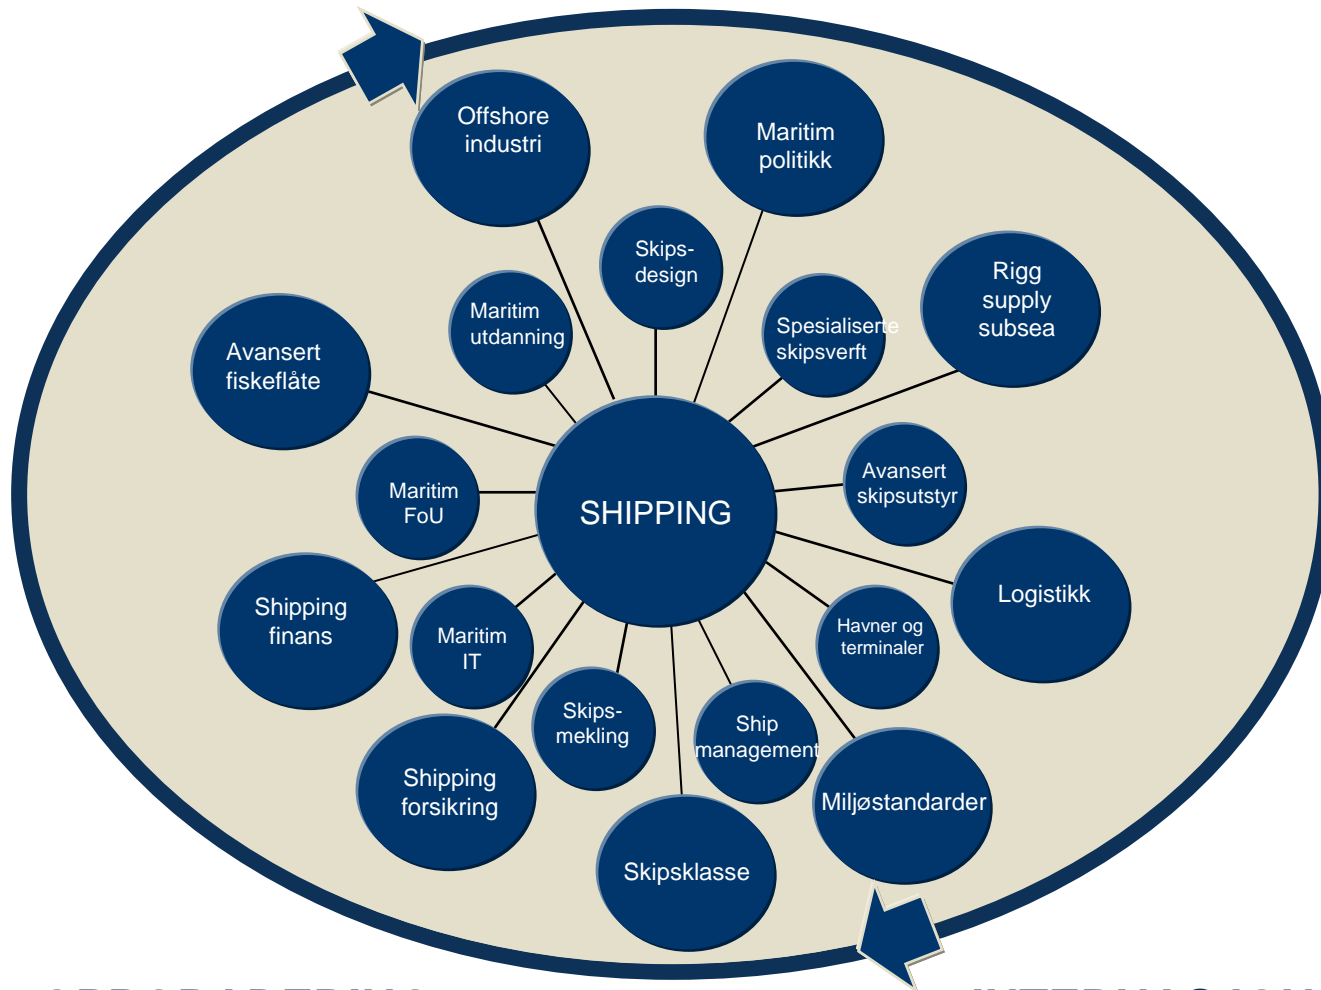 Offshore
industri
Maritim
politikk
Skips-
design
Rigg
supply
subsea
Maritim
utdanning
Spesialiserte
skipsverft
Avansert
fiskeflåte
Avansert
skipsutstyr
Maritim
FoU
SHIPPING
Logistikk
Shipping
finans
Maritim
IT
Havner og
terminaler
Skips-
mekling
Ship
management
Shipping
forsikring
Miljøstandarder
Skipsklasse